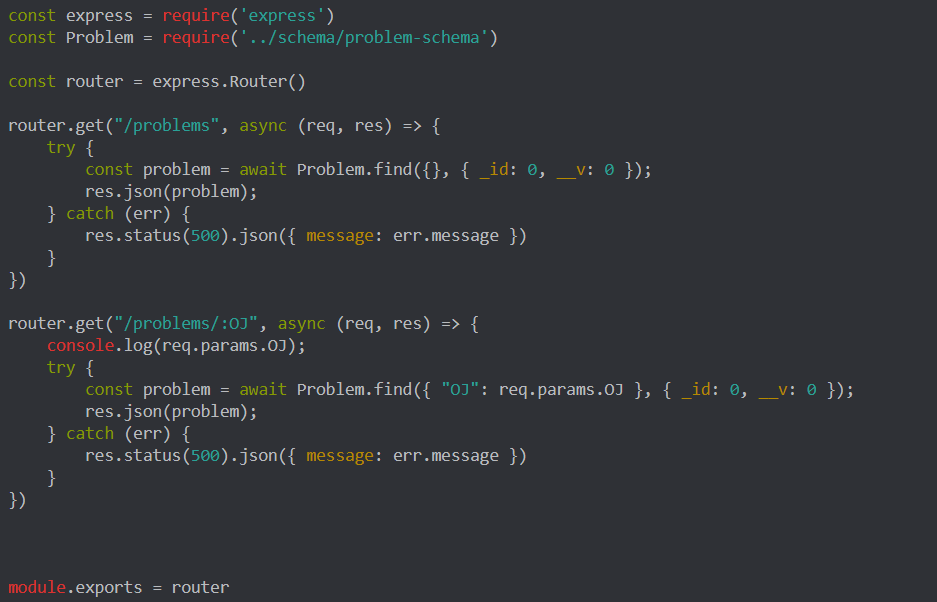 const express = require('express')
const Problem = require('../schema/problem-schema')
const router = express.Router()
router.get("/problems", async (req, res) => {
    try {
        const problem = await Problem.find({}, { _id: 0, __v: 0 });
        res.json(problem);
    } catch (err) {
        res.status(500).json({ message: err.message })
    }
})
router.get("/problems/:OJ", async (req, res) => {
    console.log(req.params.OJ);
    try {
        const problem = await Problem.find({ "OJ": req.params.OJ }, { _id: 0, __v: 0 });
        res.json(problem);
    } catch (err) {
        res.status(500).json({ message: err.message })
    }
})
module.exports = router